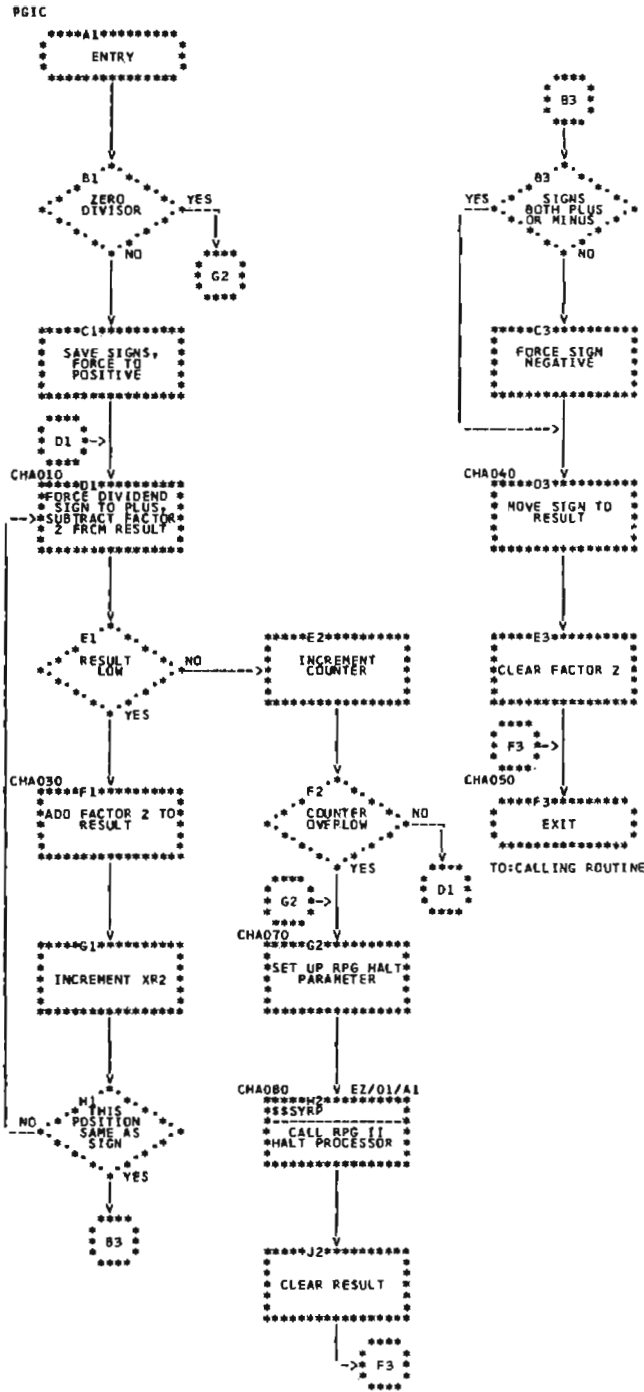 PGIC
A1
ENTRY
B1
ZERO
DIVISOR
YES
NO
G2
C1
SAVE SIGNS,
FORCE TO
POSITIVE
D1
CHA010
D1
FORCE DIVIDEND
SIGN TO PLUS,
SUBTRACT FACTOR
2 FROM RESULT
E1
RESULT
LOW
NO
YES
CHA030
F1
ADD FACTOR 2 TO
RESULT
G1
INCREMENT XR2
H1
THIS
POSITION
SAME AS
SIGN
NO
YES
B3
E2
INCREMENT
COUNTER
F2
COUNTER
OVERLOW
NO
YES
D1
G2
CHA070
G2
SET UP RPG HALT
PARAMETER
CHA080
EZ/01/A1
H2
$$SYRP
CALL RPG II
HALT PROCESSOR
J2
CLEAR RESULT
F3
B3
B3
SIGNS
BOTH PLUS
OR MINUS
YES
NO
C3
FORCE SIGN
NEGATIVE
CHA040
D3
MOVE SIGN TO
RESULT
E3
CLEAR FACTOR 2
F3
CHA050
F3
EXIT
TO:CALLING ROUTINE